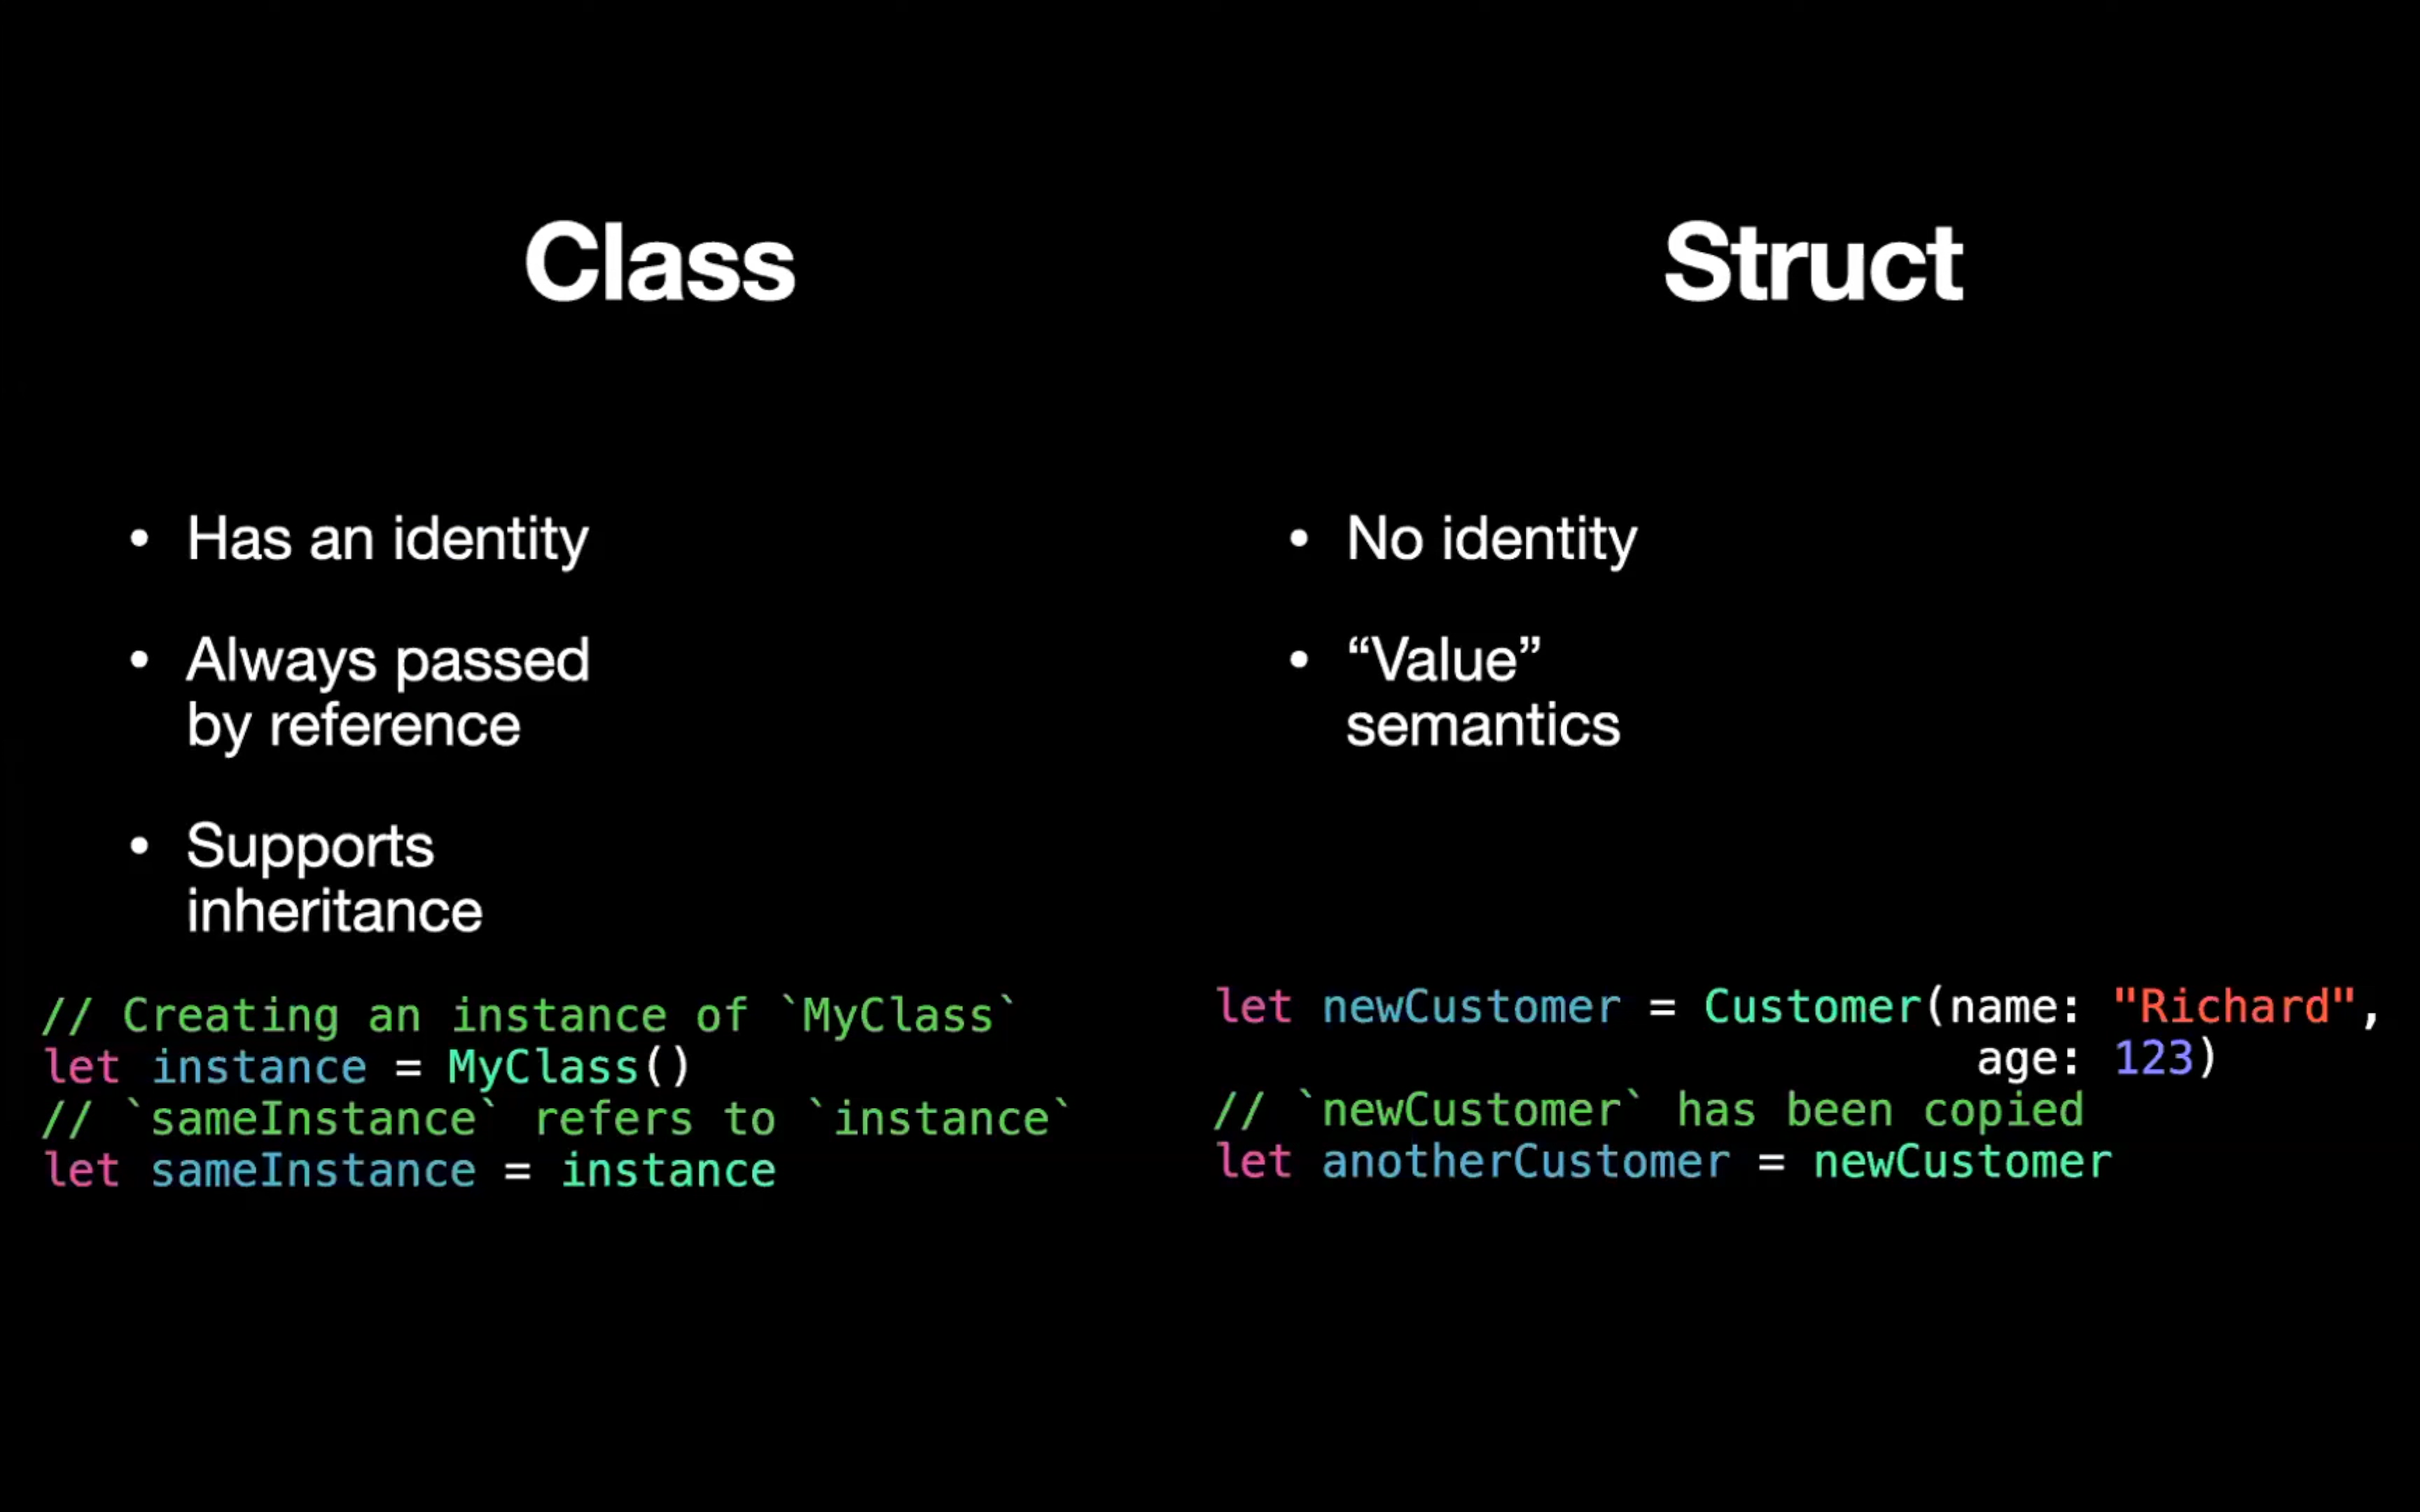 Class
• Has an identity
• Always passed
by reference
• Supports
inheritance
// Creating an instance of `MyClass`
let instance = MyClass()
// `sameInstance` refers to `instance`
let sameInstance = instance
Struct
• No identity
• “Value”
semantics
let newCustomer = Customer(name: "Richard",
age: 123)
// `newCustomer` has been copied
let anotherCustomer = newCustomer